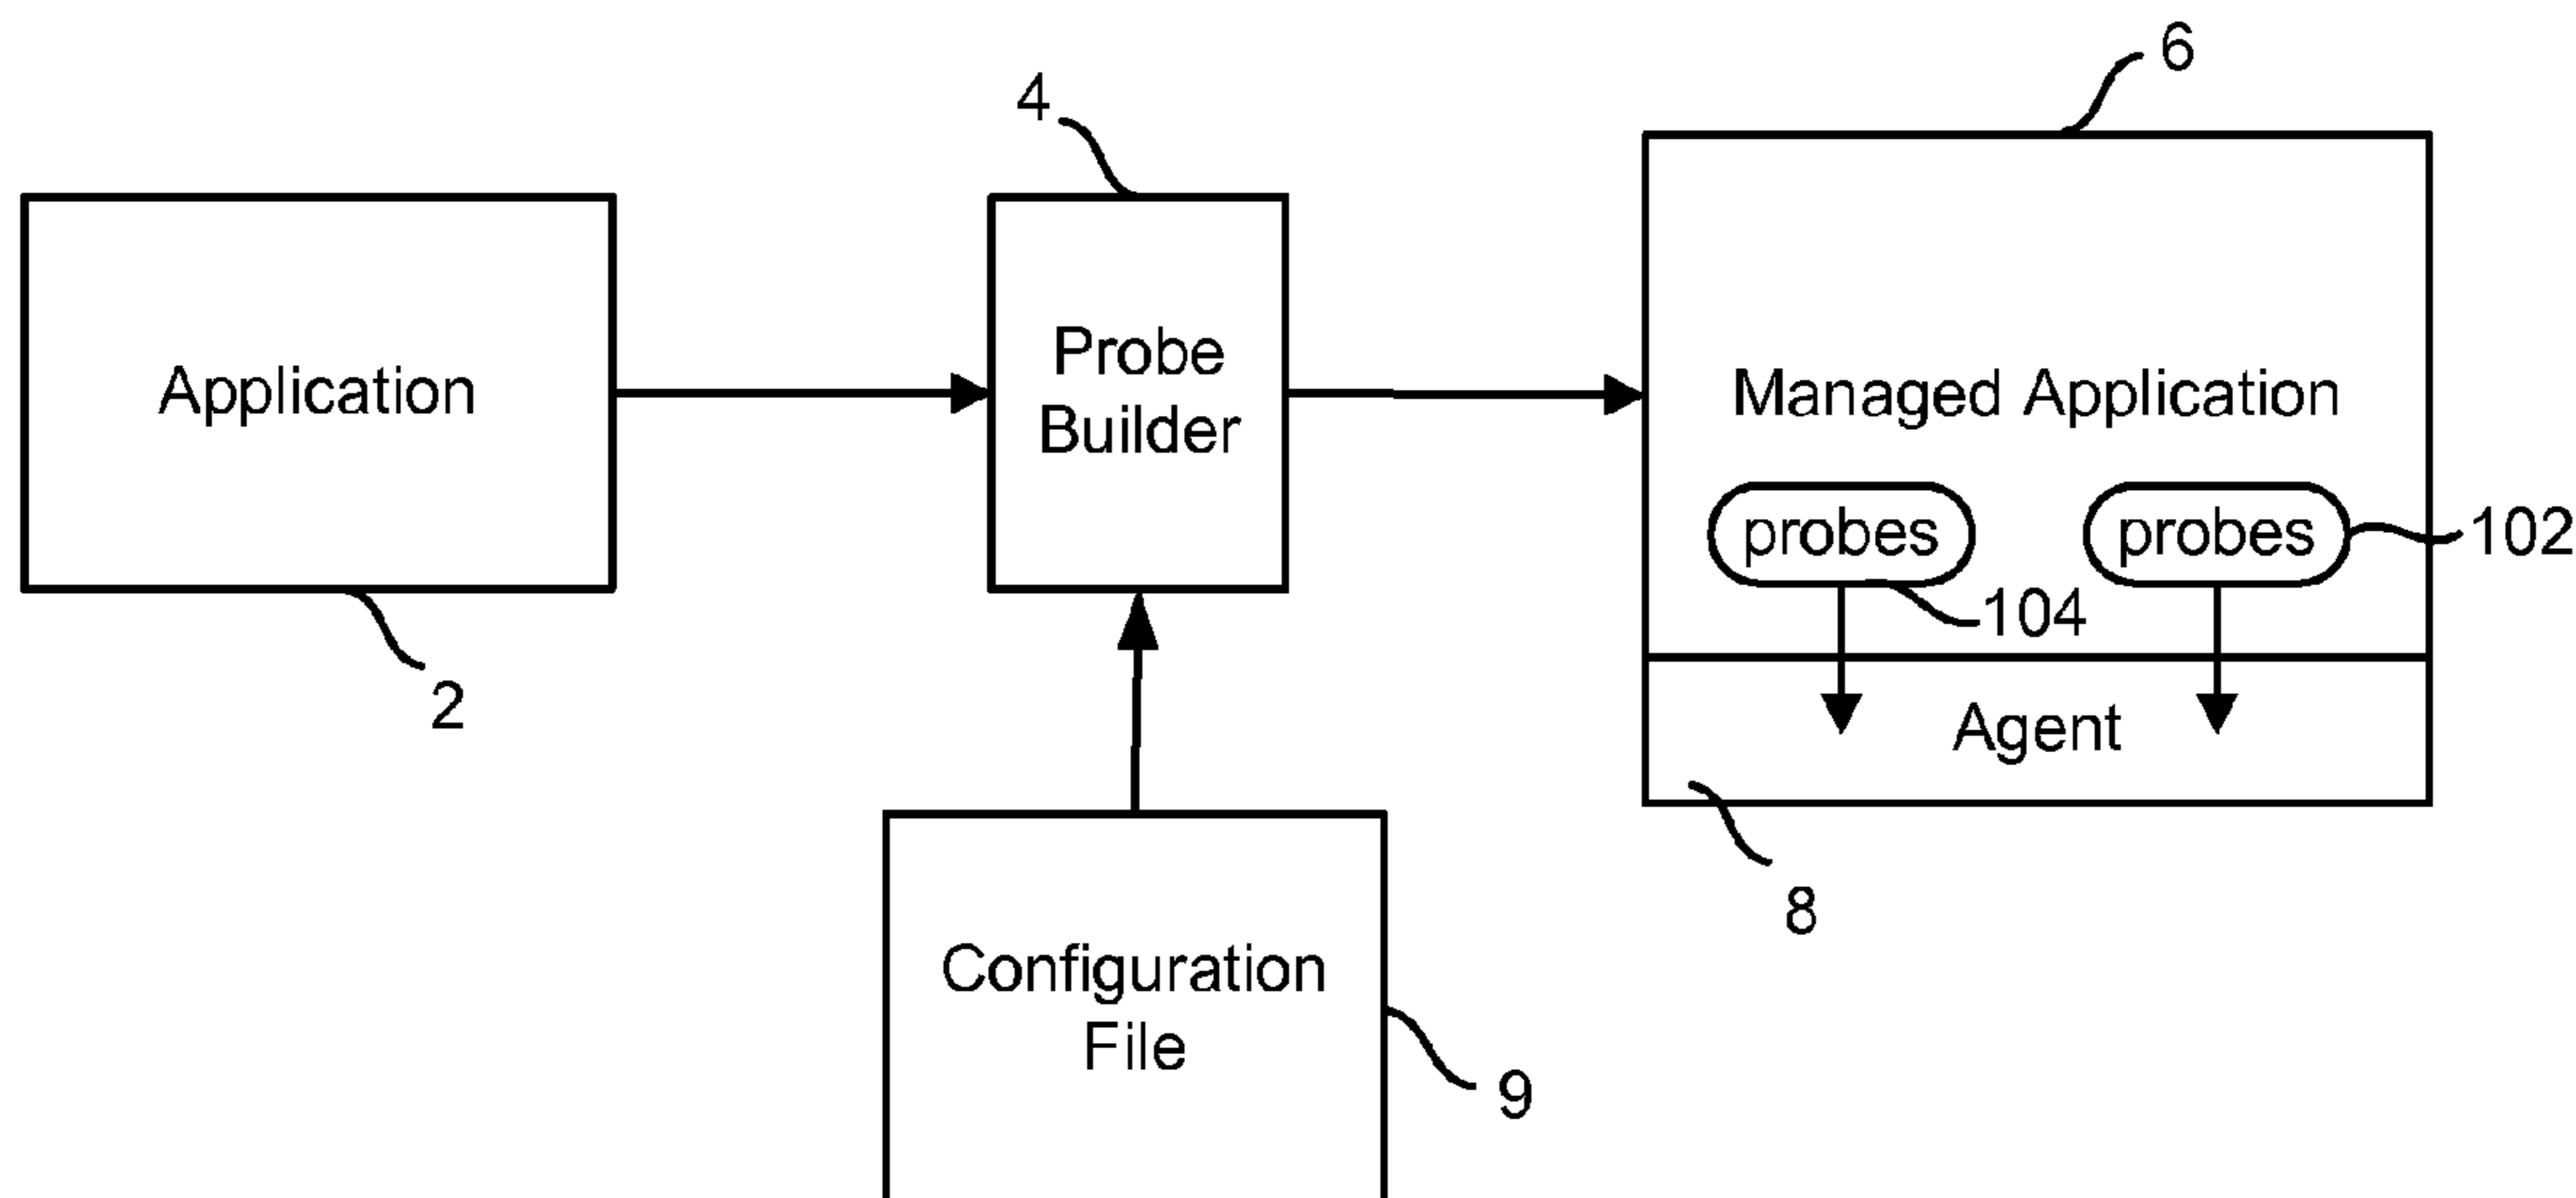 6
4
Application
Probe
Builder
Managed Application
probes
probes
102
104
2
Agent
8
Configuration
File
9